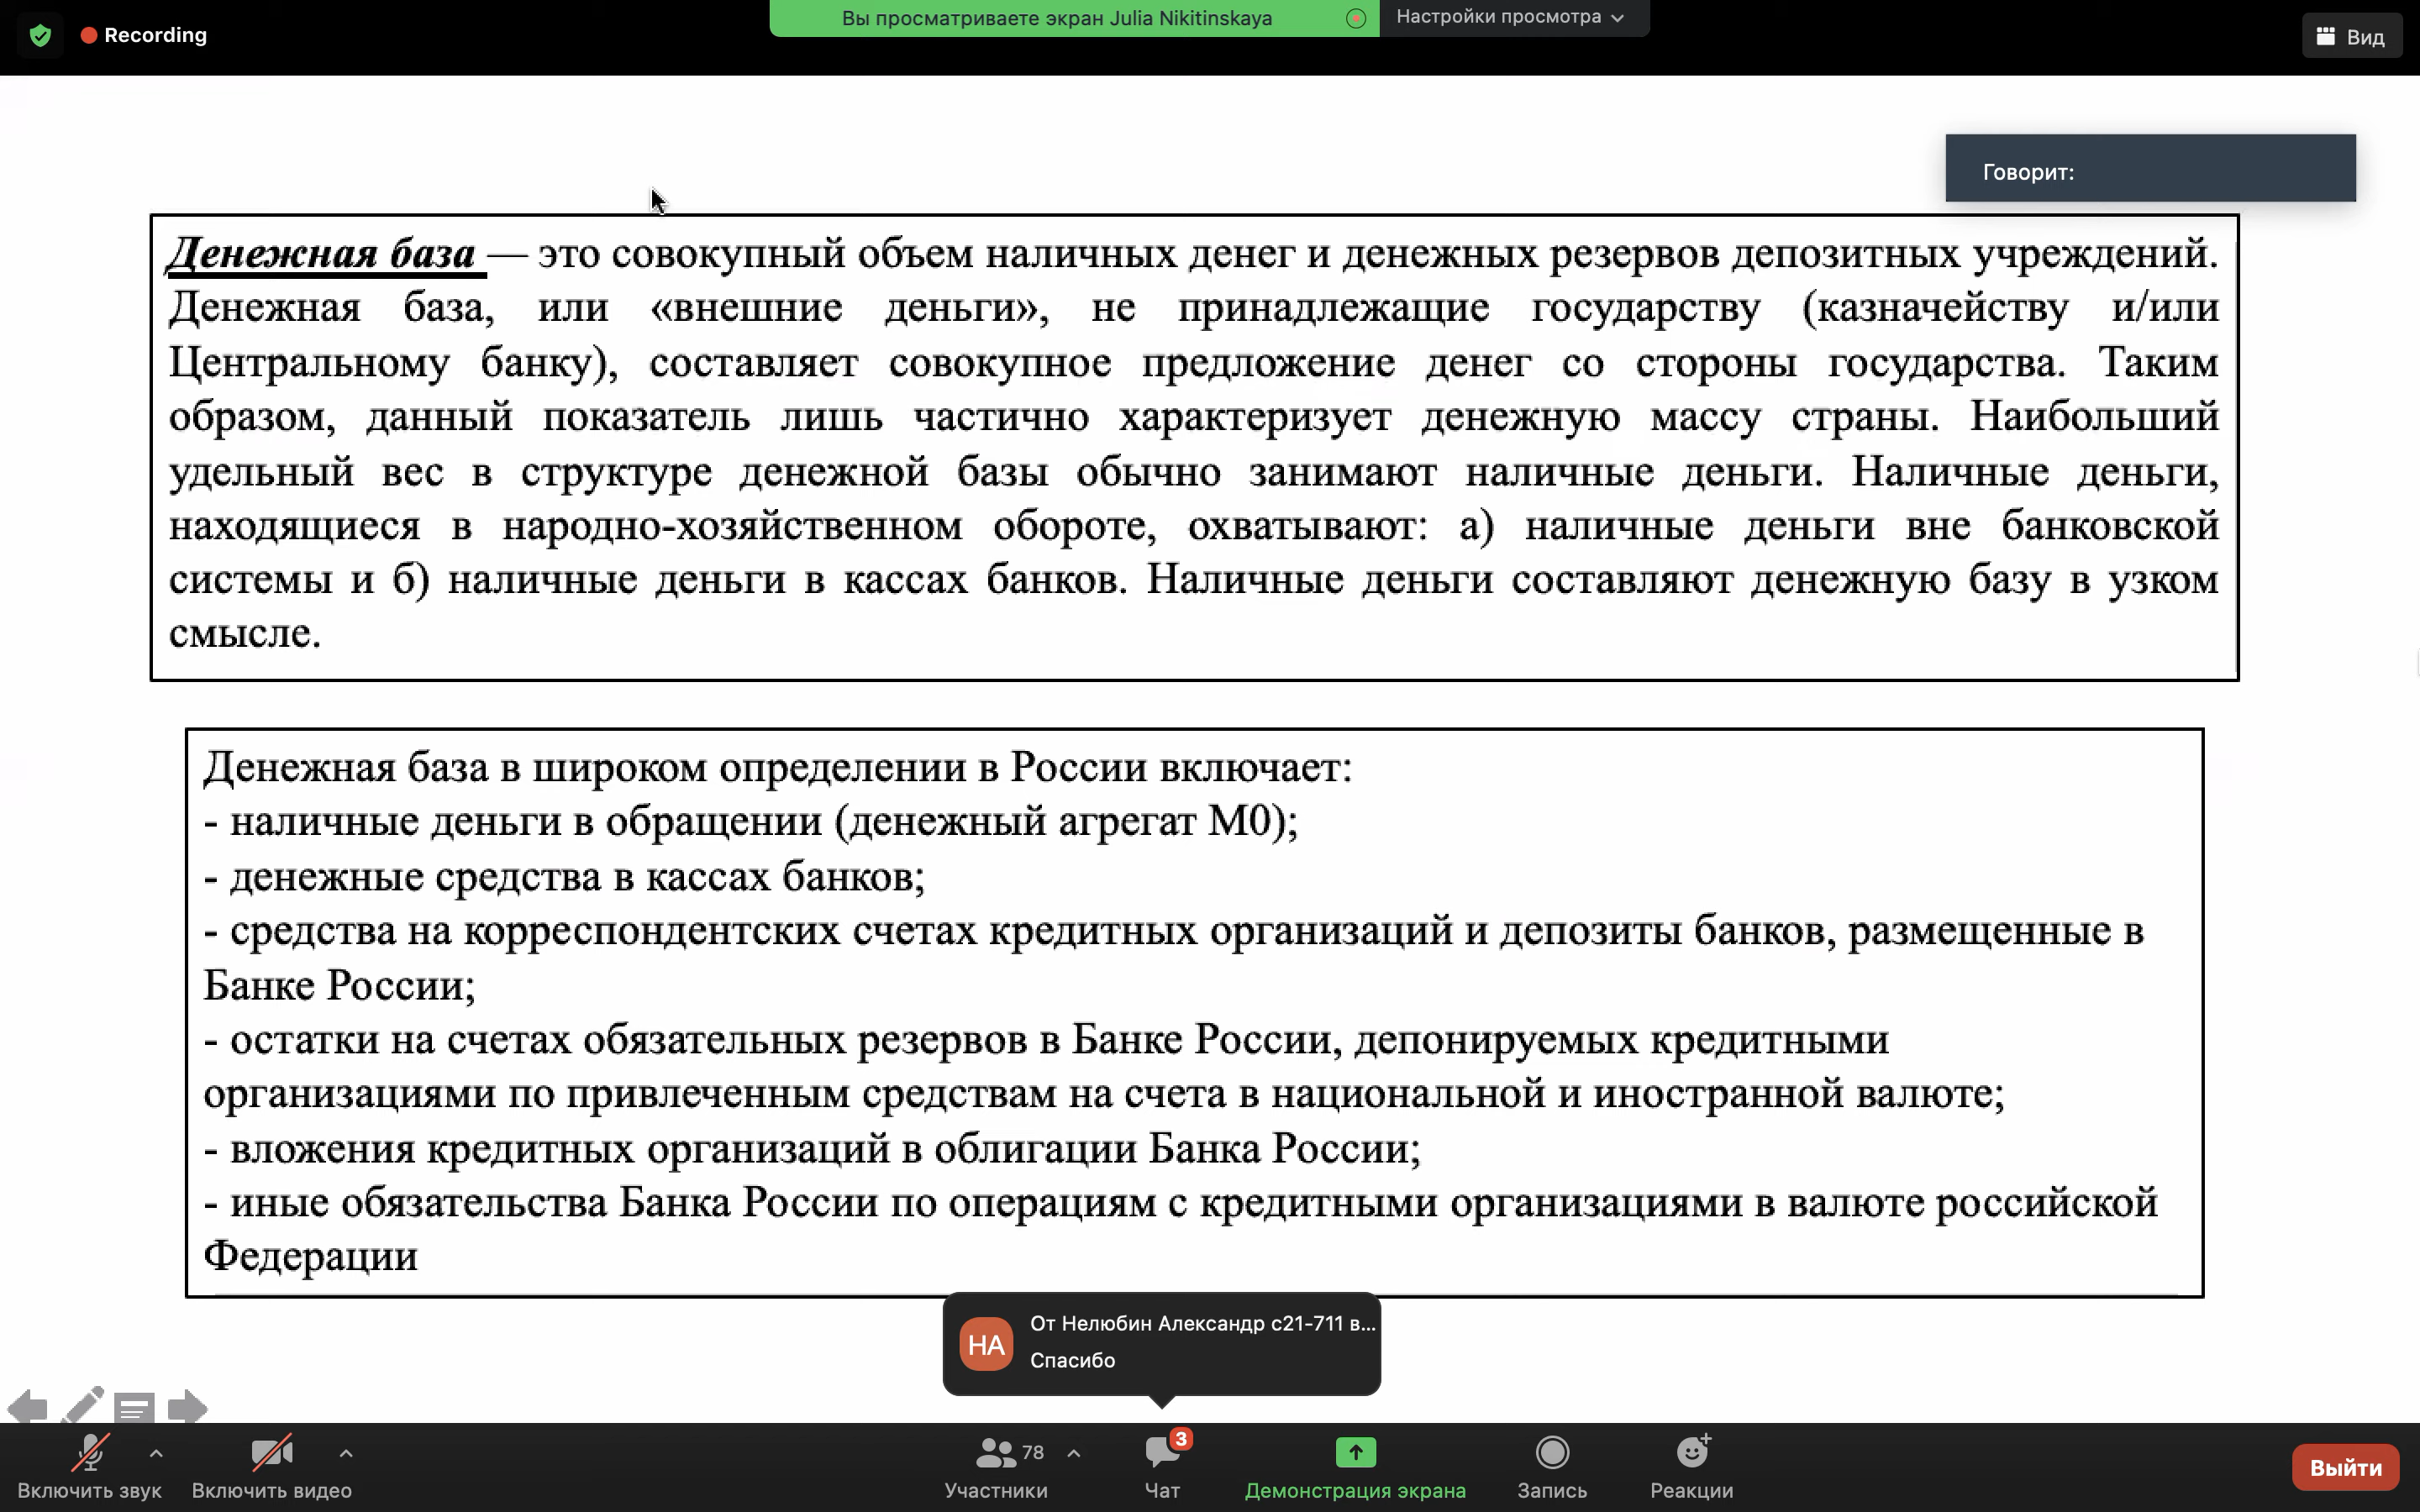 Recording
Вы просматриваете экран Julia Nikitinskaya
Настройки просмотра
Вид
Говорит:
Денежная база — это совокупный объем наличных денег и денежных резервов депозитных учреждений.
Денежная база, или «внешние деньги», не принадлежащие государству (казначейству и/или
Центральному банку), составляет совокупное предложение денег со стороны государства. Таким
образом, данный показатель лишь частично характеризует денежную массу страны. Наибольший
удельный вес в структуре денежной базы обычно занимают наличные деньги. Наличные деньги,
находящиеся в народно-хозяйственном обороте, охватывают: а) наличные деньги вне банковской
системы и б) наличные деньги в кассах банков. Наличные деньги составляют денежную базу в узком
смысле.
Денежная база в широком определении в России включает:
- наличные деньги в обращении (денежный агрегат М0);
- денежные средства в кассах банков;
- средства на корреспондентских счетах кредитных организаций и депозиты банков, размещенные в
Банке России;
- остатки на счетах обязательных резервов в Банке России, депонируемых кредитными
организациями по привлеченным средствам на счета в национальной и иностранной валюте;
- вложения кредитных организаций в облигации Банка России;
- иные обязательства Банка России по операциям с кредитными организациями в валюте российской
Федерации
НА
От Нелюбин Александр с21-711 в...
Спасибо
Включить звук
Включить видео
78
Участники
3
Чат
Демонстрация экрана
Запись
Реакции
Выйти